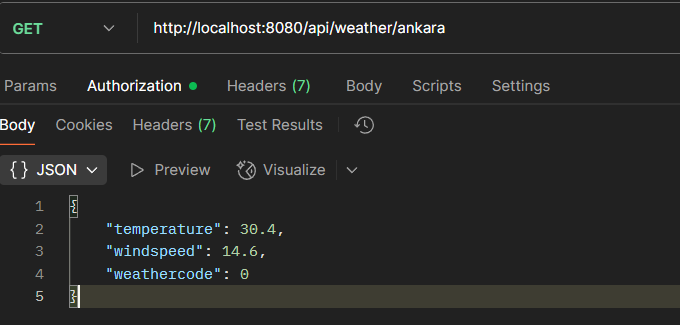 GET http://localhost:8080/api/weather/ankara
Params Authorization Headers (7) Body Scripts Settings
Body Cookies Headers (7) Test Results
{} JSON Preview Visualize
1 {
2 "temperature": 30.4,
3 "windspeed": 14.6,
4 "weathercode": 0
5 }